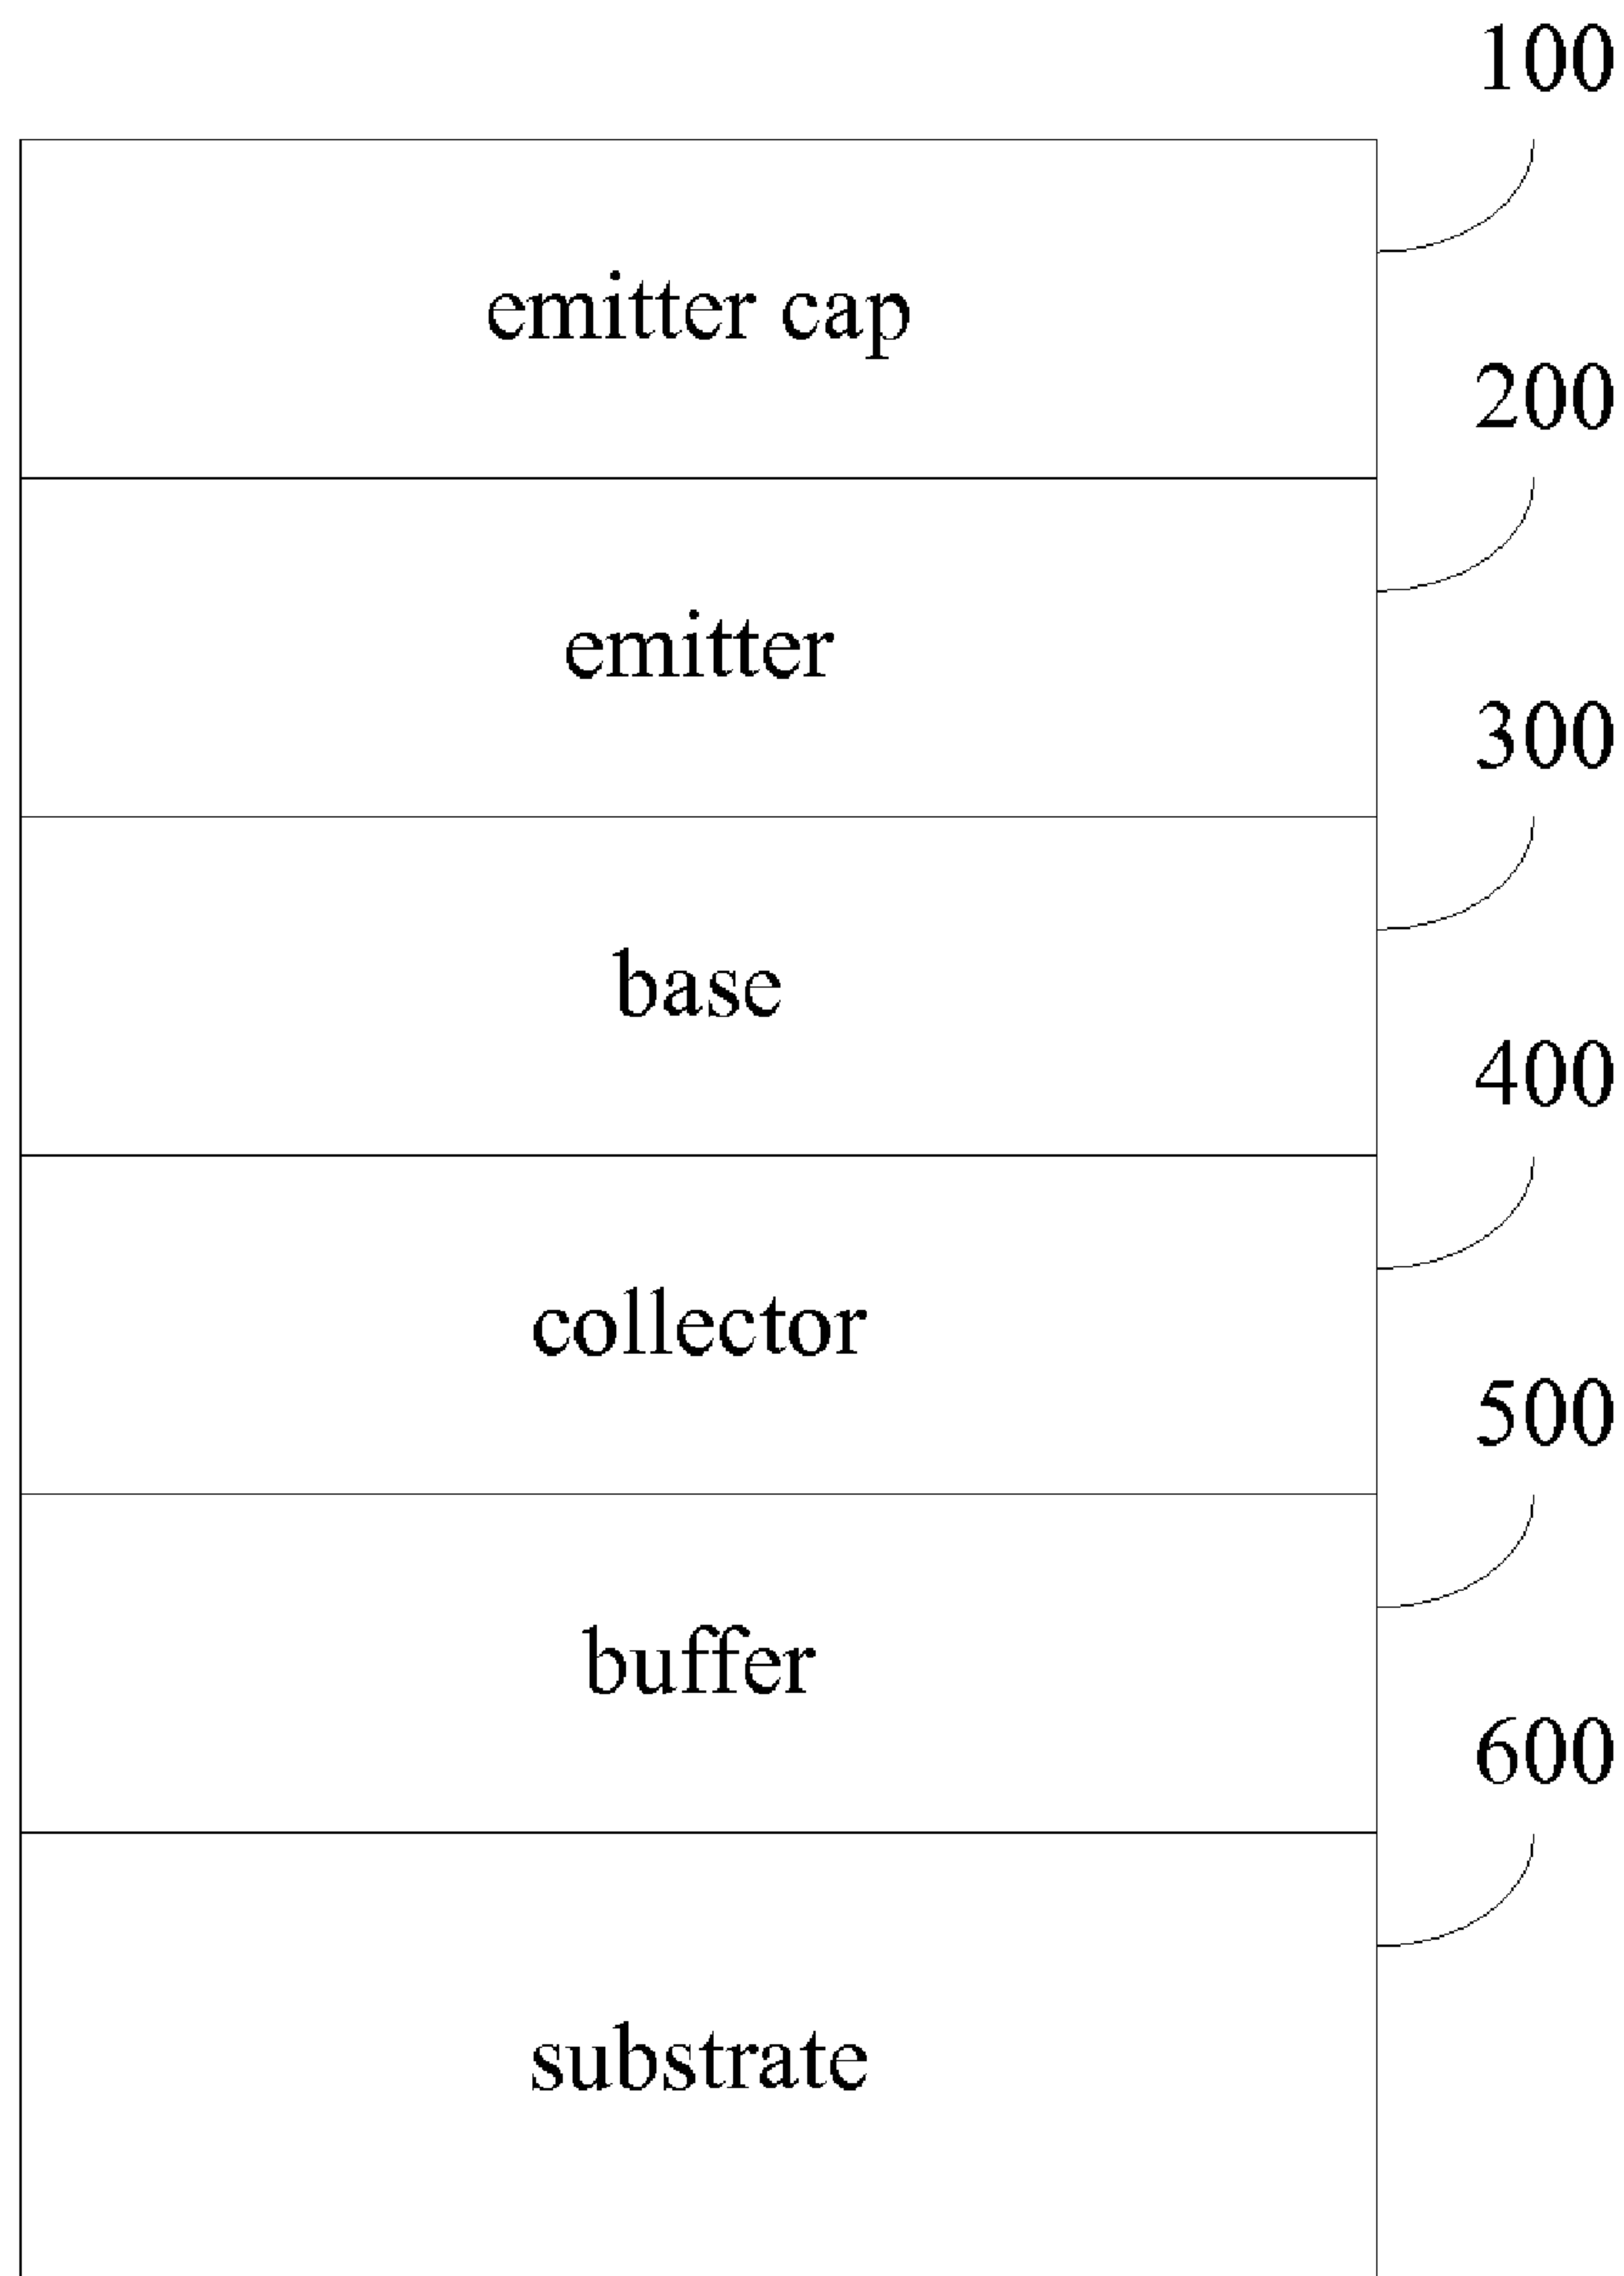 100
emitter cap
200
emitter
300
base
400
collector
500
buffer
600
substrate